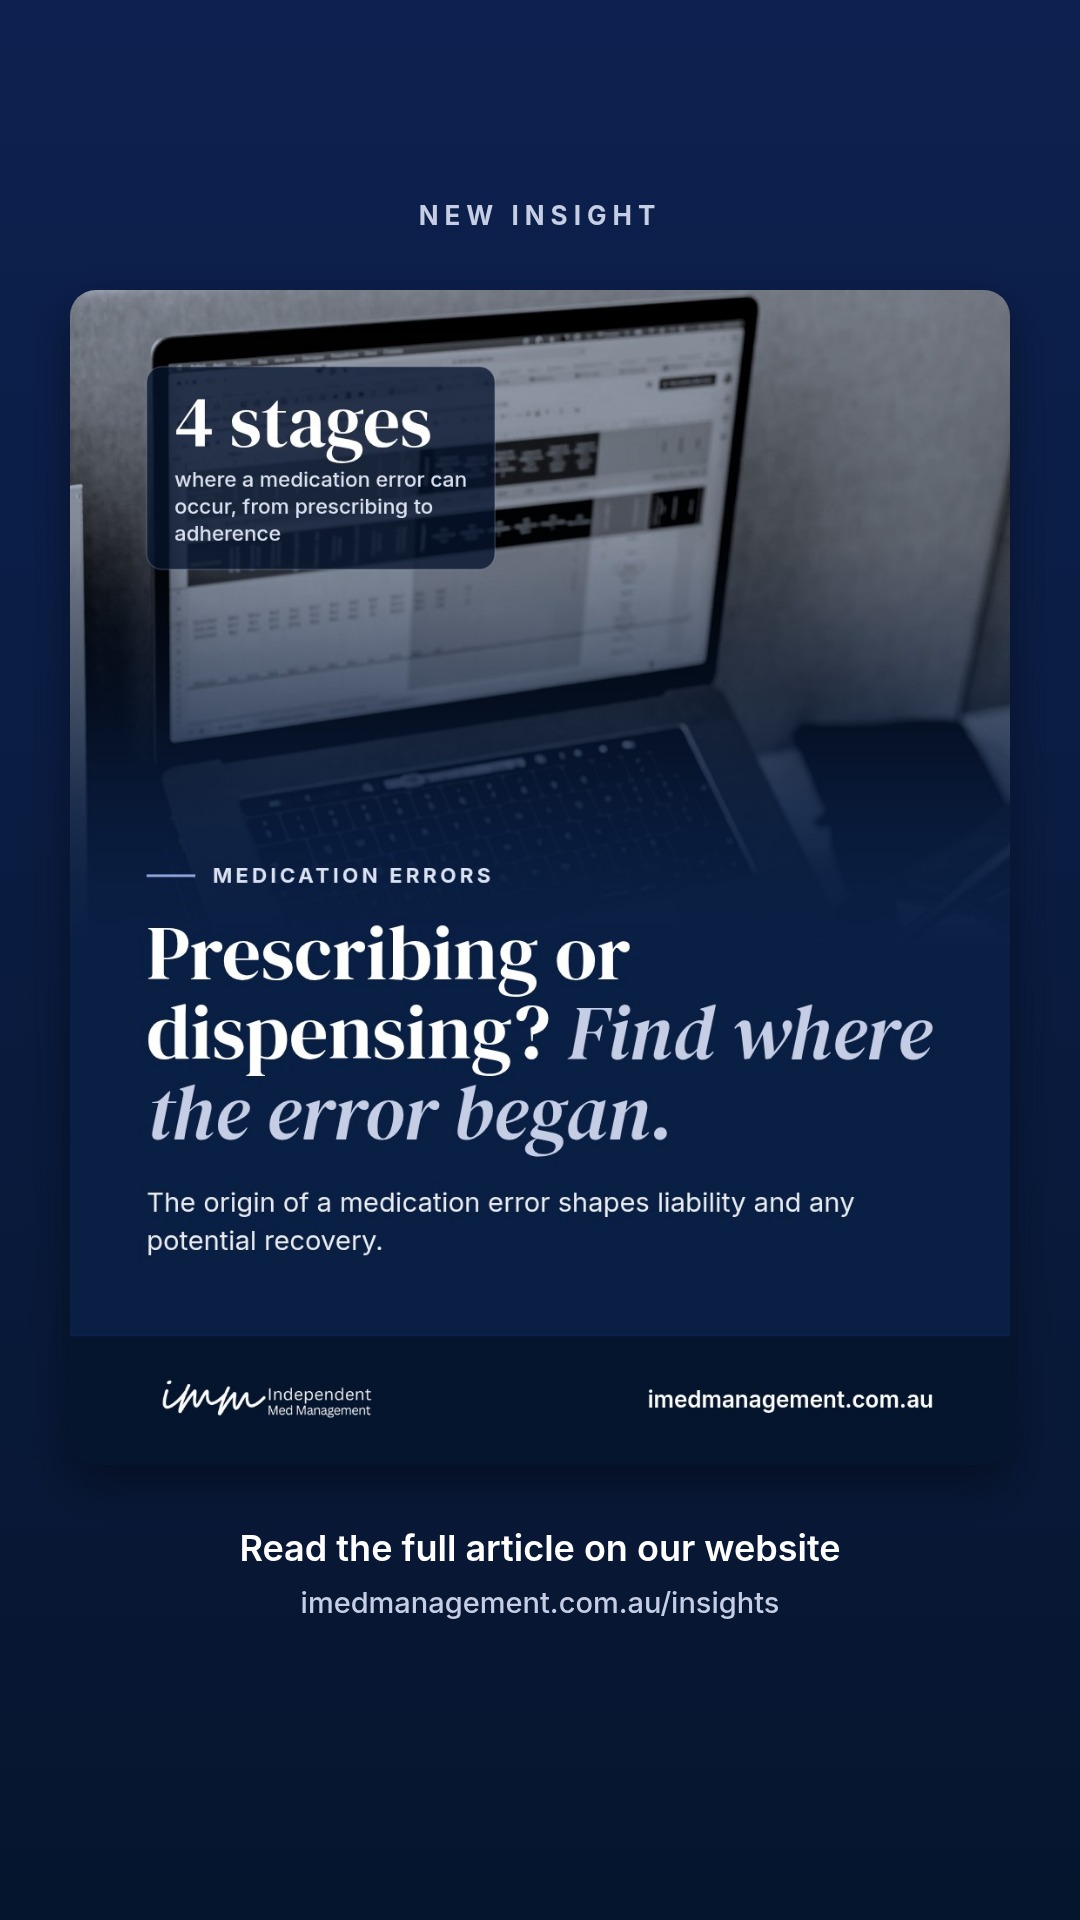 NEW INSIGHT
4 stages
where a medication error can
occur, from prescribing to
adherence
MEDICATION ERRORS
Prescribing or
dispensing? Find where
the error began.
The origin of a medication error shapes liability and any
potential recovery.
imm Independent
Med Management
imedmanagement.com.au
Read the full article on our website
imedmanagement.com.au/insights